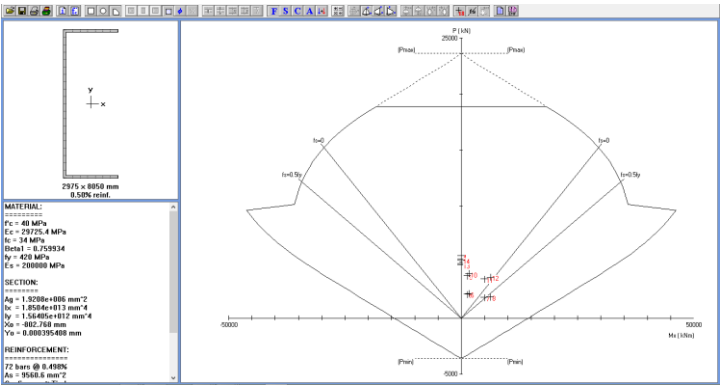 F S C A
y
x
2975 x 8050 mm
0.50% reinf.
MATERIAL:
=========
f'c = 40 MPa
Ec = 29725.4 MPa
fc = 34 MPa
Beta1 = 0.759934
fy = 420 MPa
Es = 200000 MPa
SECTION:
========
Ag = 1.9208e+006 mm^2
Ix = 1.8504e+013 mm^4
Iy = 1.56405e+012 mm^4
Xo = -802.760 mm
Yo = 0.000395408 mm
REINFORCEMENT:
==============
72 bars @ 0.498%
As = 9560.6 mm^2
P ( kN)
25000
(Pmax)
(Pmax)
fs=0
fs=0
fs=0.5fy
fs=0.5fy
-50000
50000
Mx ( kNm)
(Pmin)
(Pmin)
-5000